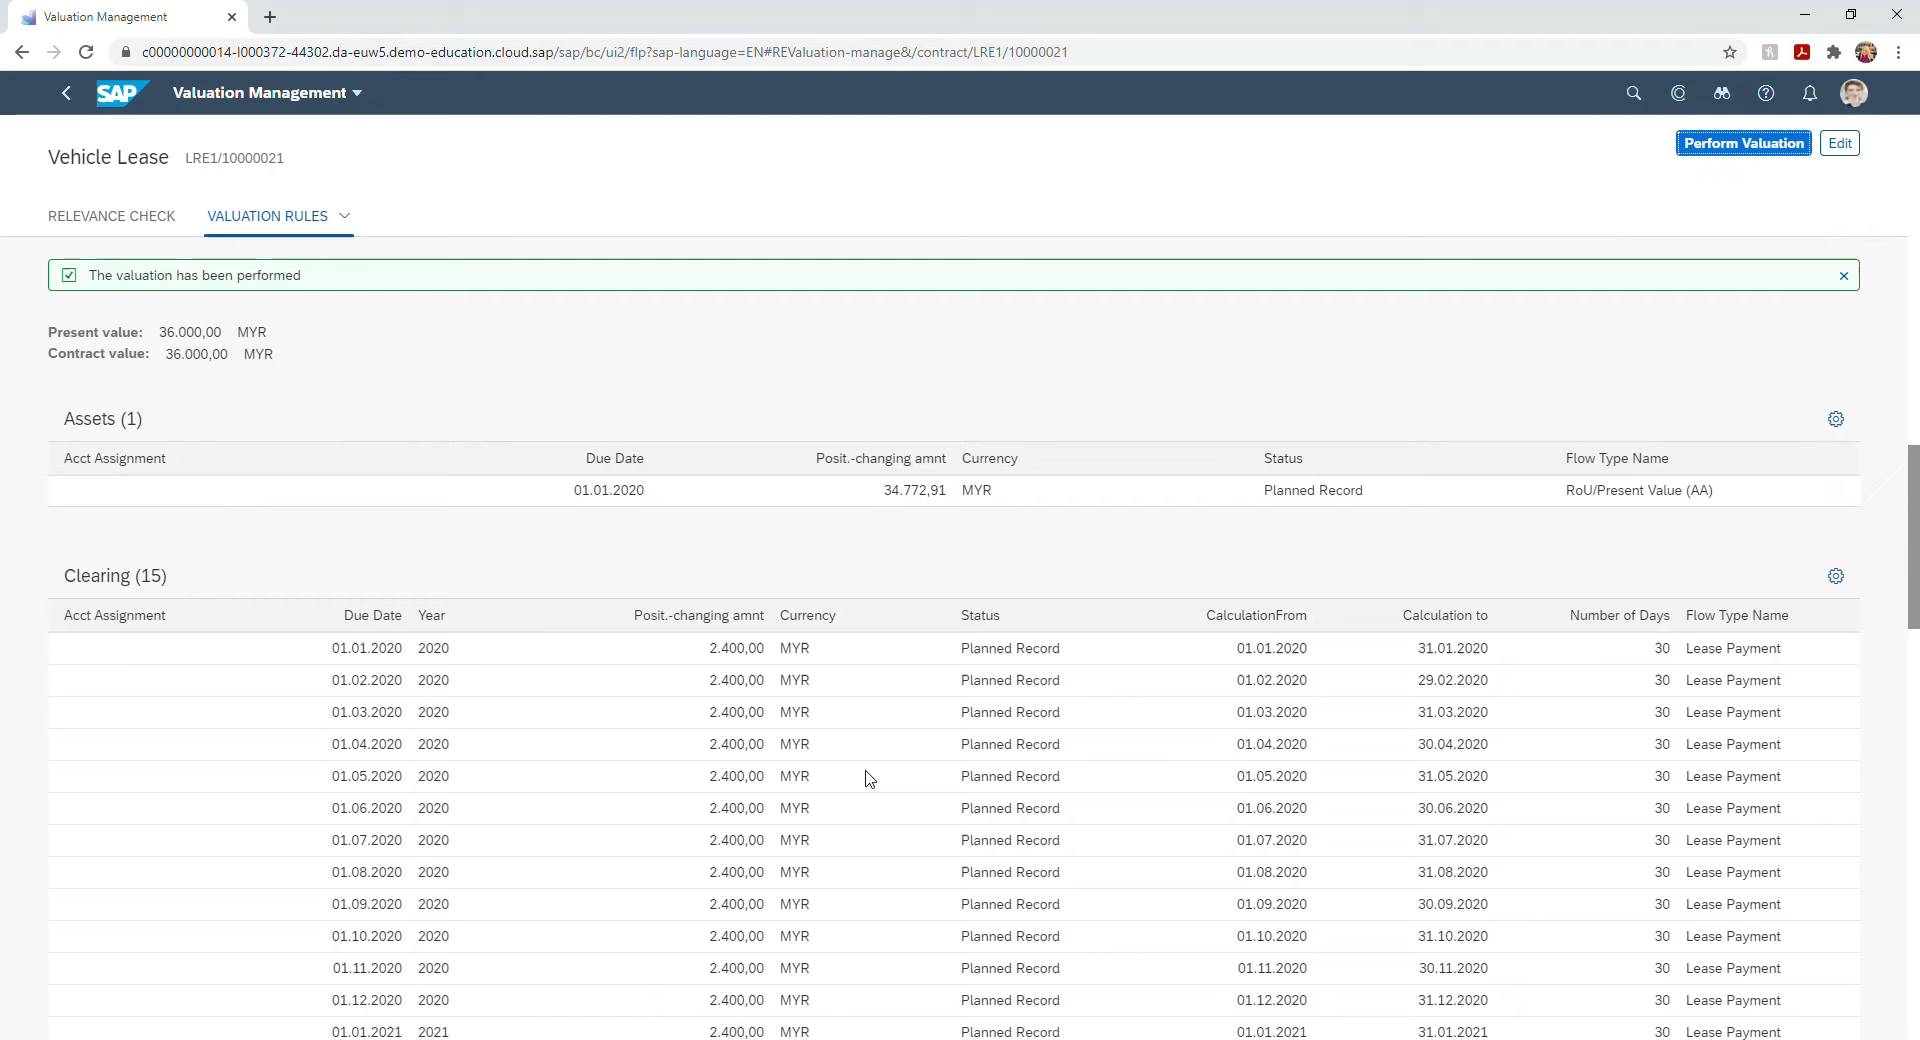 Valuation Management
c00000000014-l000372-44302.da-euw5.demo-education.cloud.sap/sap/bc/ui2/flp?sap-language=EN#REValuation-manage&/contract/LRE1/10000021
SAP Valuation Management
Vehicle Lease LRE1/10000021
Perform Valuation Edit
RELEVANCE CHECK VALUATION RULES
The valuation has been performed
Present value: 36.000,00 MYR
Contract value: 36.000,00 MYR
Assets (1)
Acct Assignment Due Date Posit.-changing amnt Currency Status Flow Type Name
01.01.2020 34.772,91 MYR Planned Record RoU/Present Value (AA)
Clearing (15)
Acct Assignment Due Date Year Posit.-changing amnt Currency Status CalculationFrom Calculation to Number of Days Flow Type Name
01.01.2020 2020 2.400,00 MYR Planned Record 01.01.2020 31.01.2020 30 Lease Payment
01.02.2020 2020 2.400,00 MYR Planned Record 01.02.2020 29.02.2020 30 Lease Payment
01.03.2020 2020 2.400,00 MYR Planned Record 01.03.2020 31.03.2020 30 Lease Payment
01.04.2020 2020 2.400,00 MYR Planned Record 01.04.2020 30.04.2020 30 Lease Payment
01.05.2020 2020 2.400,00 MYR Planned Record 01.05.2020 31.05.2020 30 Lease Payment
01.06.2020 2020 2.400,00 MYR Planned Record 01.06.2020 30.06.2020 30 Lease Payment
01.07.2020 2020 2.400,00 MYR Planned Record 01.07.2020 31.07.2020 30 Lease Payment
01.08.2020 2020 2.400,00 MYR Planned Record 01.08.2020 31.08.2020 30 Lease Payment
01.09.2020 2020 2.400,00 MYR Planned Record 01.09.2020 30.09.2020 30 Lease Payment
01.10.2020 2020 2.400,00 MYR Planned Record 01.10.2020 31.10.2020 30 Lease Payment
01.11.2020 2020 2.400,00 MYR Planned Record 01.11.2020 30.11.2020 30 Lease Payment
01.12.2020 2020 2.400,00 MYR Planned Record 01.12.2020 31.12.2020 30 Lease Payment
01.01.2021 2021 2.400,00 MYR Planned Record 01.01.2021 31.01.2021 30 Lease Payment